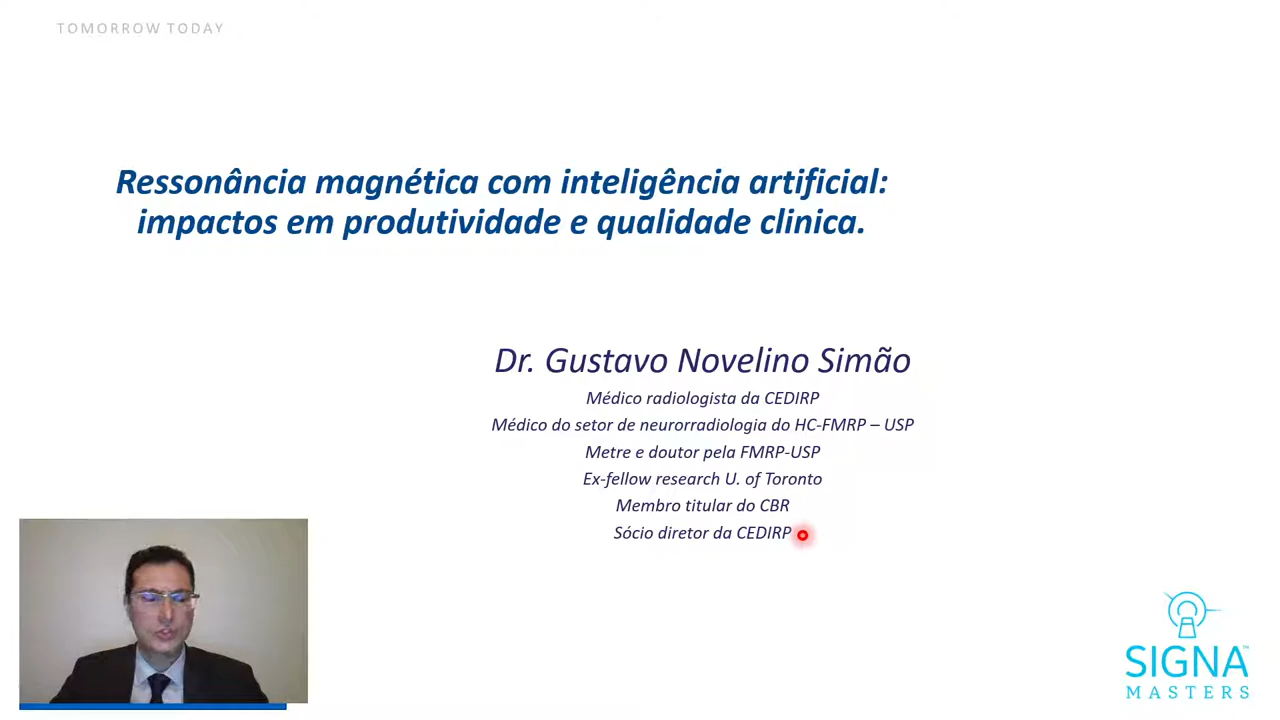 TOMORROW TODAY
Ressonância magnética com inteligência artificial:
impactos em produtividade e qualidade clinica.
Dr. Gustavo Novelino Simão
Médico radiologista da CEDIRP
Médico do setor de neurorradiologia do HC-FMRP – USP
Metre e doutor pela FMRP-USP
Ex-fellow research U. of Toronto
Membro titular do CBR
Sócio diretor da CEDIRP
SIGNA™
MASTERS